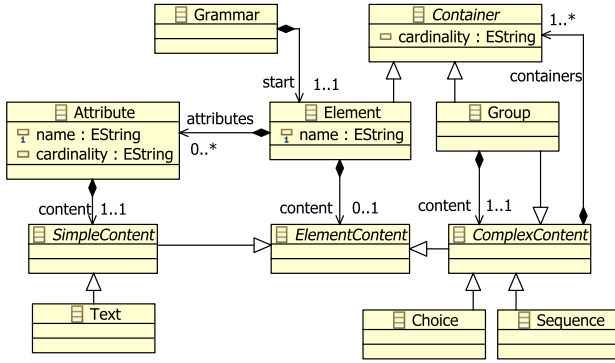 Grammar
Container
cardinality : EString
1..*
containers
start
1..1
Attribute
name : EString
cardinality : EString
attributes
0..*
Element
name : EString
Group
content
1..1
content
0..1
content
1..1
SimpleContent
ElementContent
ComplexContent
Text
Choice
Sequence